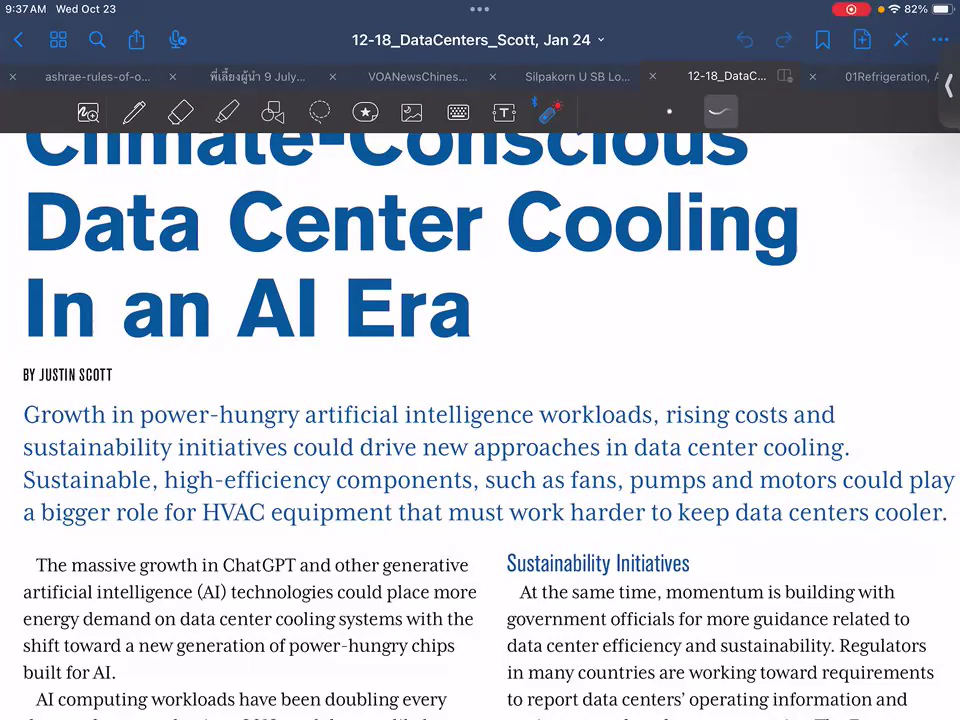 9:37AM Wed Oct 23
82%
12-18_DataCenters_Scott, Jan 24
ashrae-rules-of-o...
พี่เลี้ยงผู้นำ 9 July...
VOANewsChines...
Silpakorn U SB Lo...
12-18_DataC...
01Refrigeration, A
Climate-Conscious
Data Center Cooling
In an AI Era
BY JUSTIN SCOTT
Growth in power-hungry artificial intelligence workloads, rising costs and
sustainability initiatives could drive new approaches in data center cooling.
Sustainable, high-efficiency components, such as fans, pumps and motors could play
a bigger role for HVAC equipment that must work harder to keep data centers cooler.
The massive growth in ChatGPT and other generative
artificial intelligence (AI) technologies could place more
energy demand on data center cooling systems with the
shift toward a new generation of power-hungry chips
built for AI.
AI computing workloads have been doubling every
Sustainability Initiatives
At the same time, momentum is building with
government officials for more guidance related to
data center efficiency and sustainability. Regulators
in many countries are working toward requirements
to report data centers' operating information and